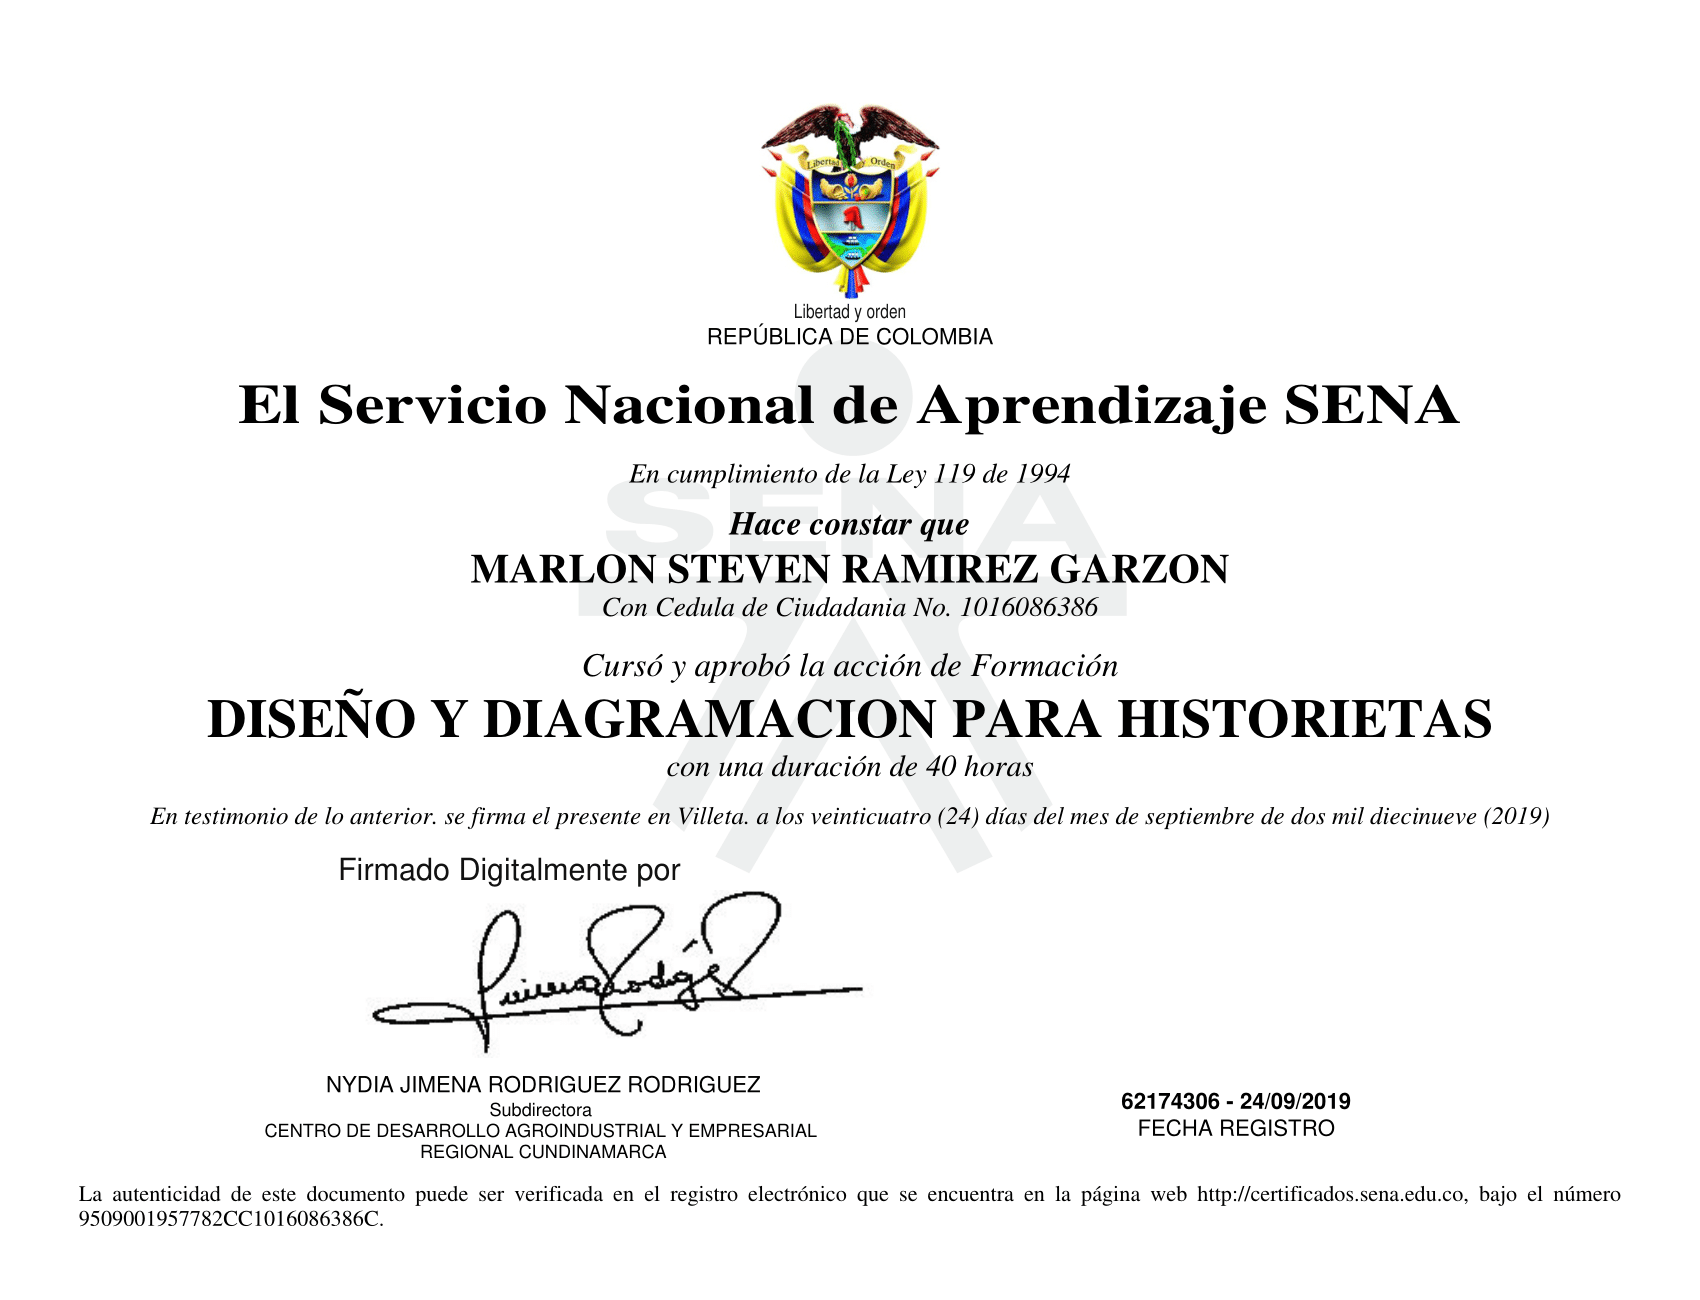 Libertad y Orden
Libertad y orden
REPÚBLICA DE COLOMBIA
El Servicio Nacional de Aprendizaje SENA
En cumplimiento de la Ley 119 de 1994
SENA
Hace constar que
MARLON STEVEN RAMIREZ GARZON
Con Cedula de Ciudadania No. 1016086386
Cursó y aprobó la acción de Formación
DISEÑO Y DIAGRAMACION PARA HISTORIETAS
con una duración de 40 horas
En testimonio de lo anterior. se firma el presente en Villeta. a los veinticuatro (24) días del mes de septiembre de dos mil diecinueve (2019)
Firmado Digitalmente por
NYDIA JIMENA RODRIGUEZ RODRIGUEZ
Subdirectora
CENTRO DE DESARROLLO AGROINDUSTRIAL Y EMPRESARIAL
REGIONAL CUNDINAMARCA
62174306 - 24/09/2019
FECHA REGISTRO
La autenticidad de este documento puede ser verificada en el registro electrónico que se encuentra en la página web http://certificados.sena.edu.co, bajo el número
9509001957782CC1016086386C.